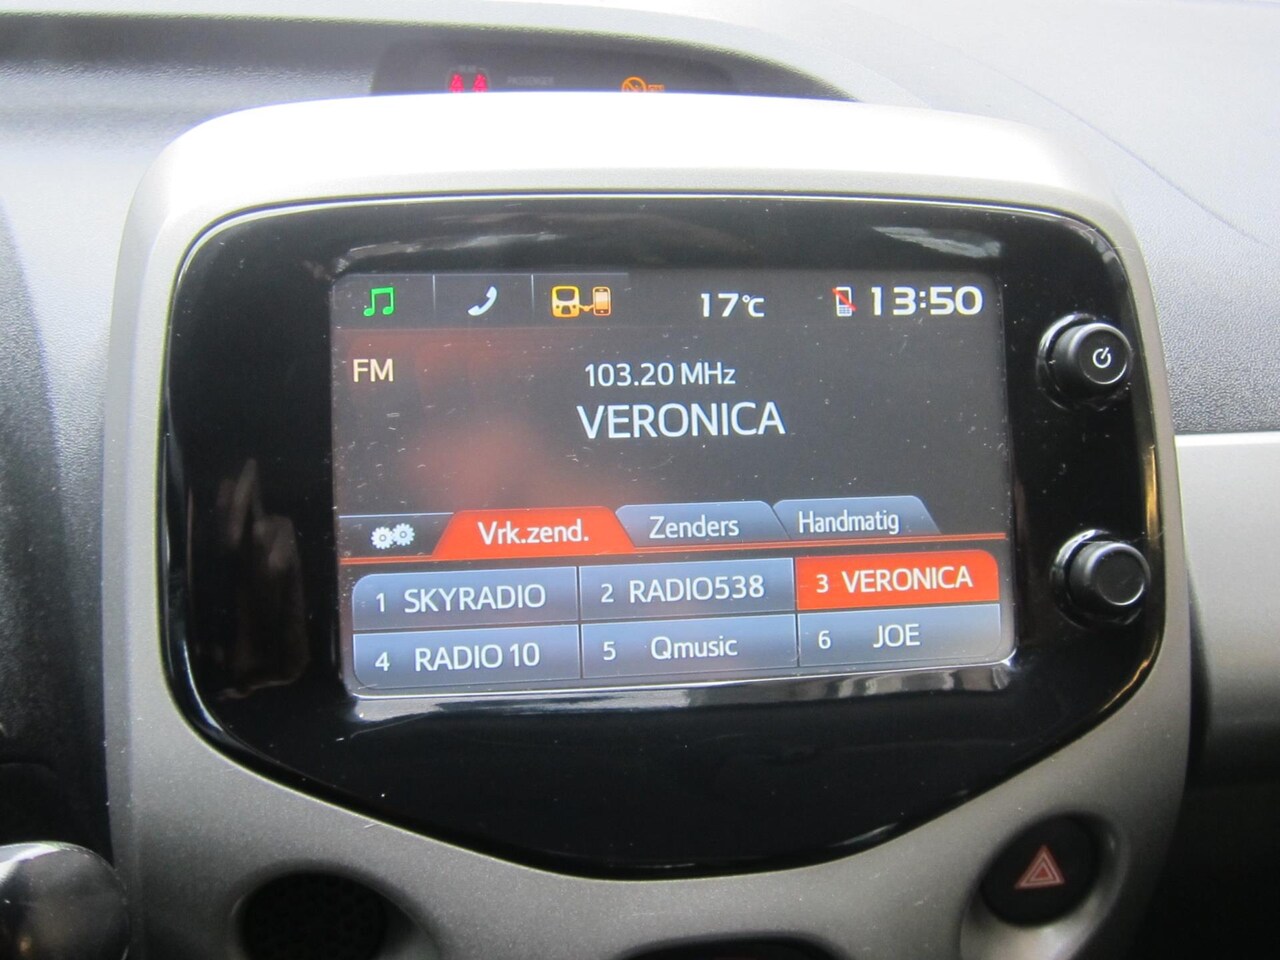 17°C 13:50
FM
103.20 MHz
VERONICA
Vrk.zend. Zenders Handmatig
1 SKYRADIO 2 RADIO538 3 VERONICA
4 RADIO 10 5 Qmusic 6 JOE